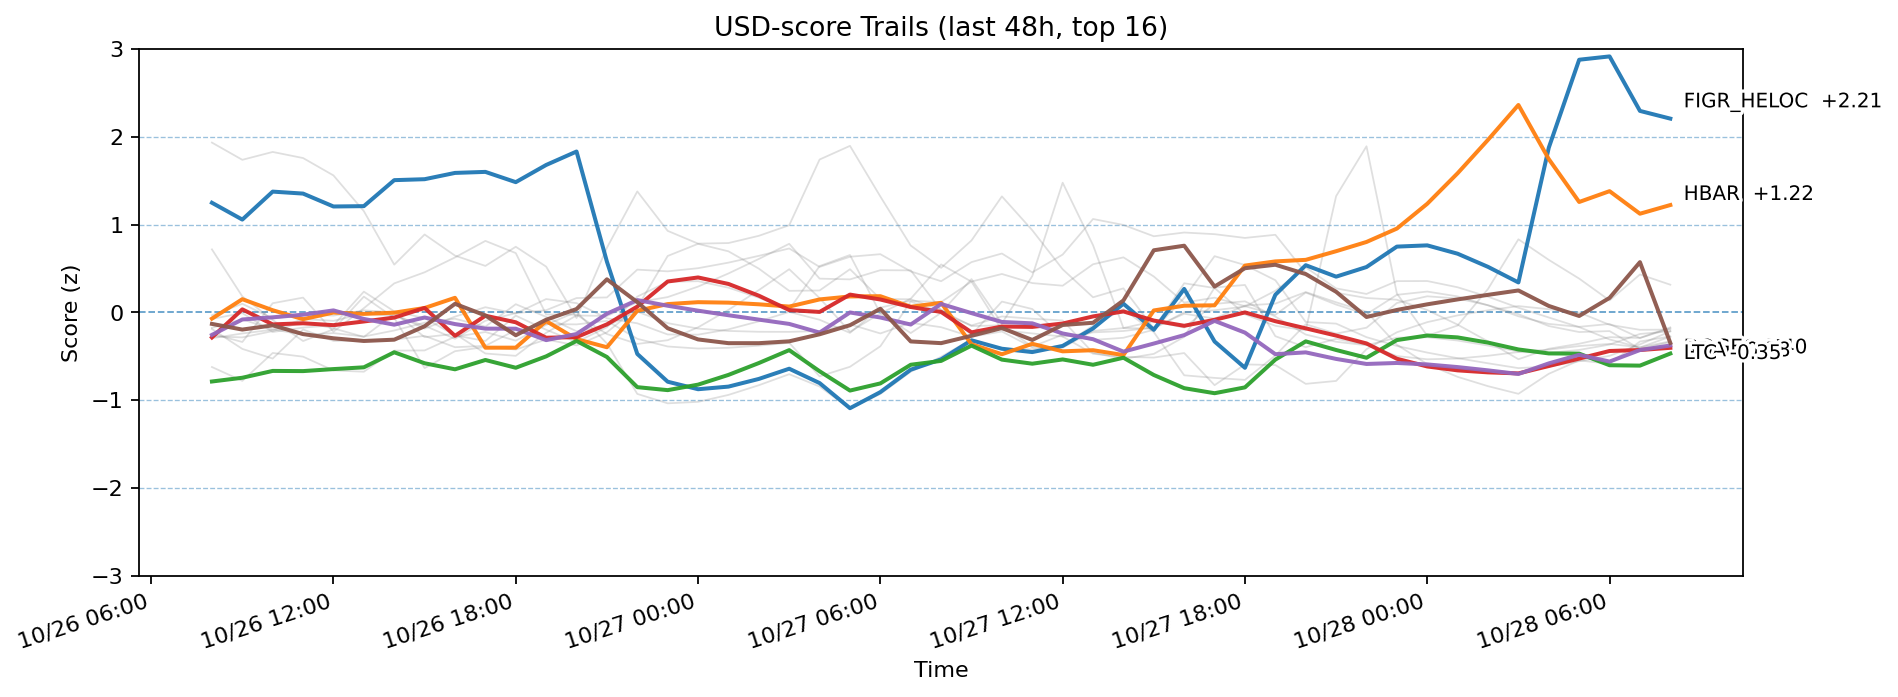 USD-score Trails (last 48h, top 16)
Score (z)
3
2
1
0
−1
−2
−3
FIGR_HELOC +2.21
HBAR +1.22
LTC -0.35
10/26 06:00
10/26 12:00
10/26 18:00
10/27 00:00
10/27 06:00
10/27 12:00
10/27 18:00
10/28 00:00
10/28 06:00
Time